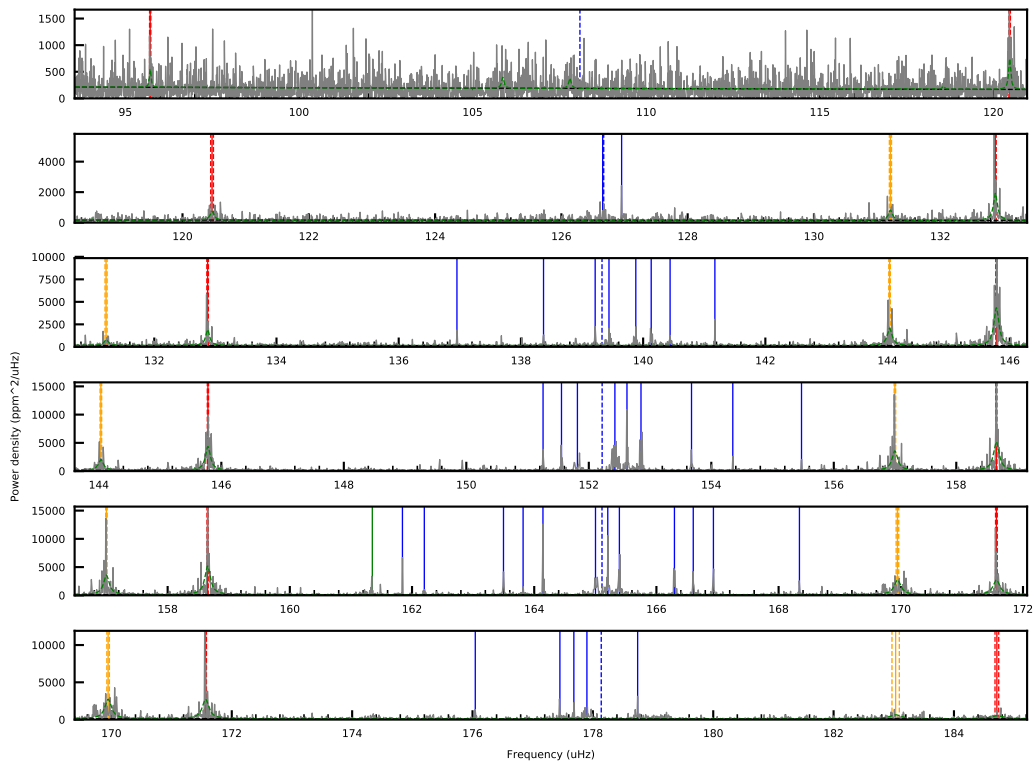 1500
1000
500
0
95 100 105 110 115 120
4000
2000
0
120 122 124 126 128 130 132
10000
7500
5000
2500
0
132 134 136 138 140 142 144 146
15000
10000
5000
0
144 146 148 150 152 154 156 158
15000
10000
5000
0
158 160 162 164 166 168 170 172
10000
5000
0
170 172 174 176 178 180 182 184
Power density (ppm^2/uHz)
Frequency (uHz)